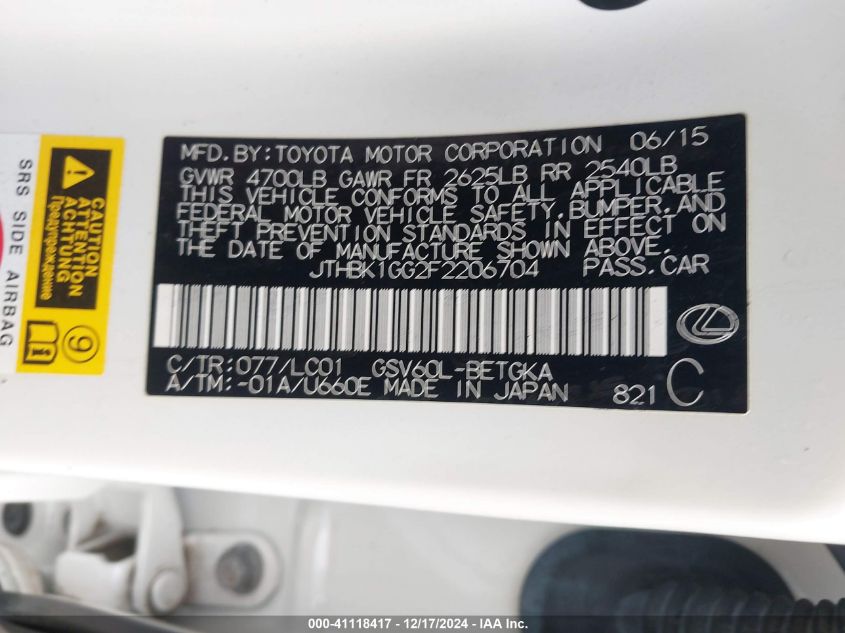 MFD. BY: TOYOTA MOTOR CORPORATION 06/15
GVWR 4700LB GAWR FR 2625LB RR 2540LB
THIS VEHICLE CONFORMS TO ALL APPLICABLE
FEDERAL MOTOR VEHICLE SAFETY, BUMPER, AND
THEFT PREVENTION STANDARDS IN EFFECT ON
THE DATE OF MANUFACTURE SHOWN ABOVE.
JTHBK1GG2F2206704 PASS. CAR
C/TR: 077/LC01 GSV60L-BETGKA
A/TM: -01A/U660E MADE IN JAPAN 821 C
CAUTION
ATTENTION
ACHTUNG
Предупреждение
9
SRS SIDE AIRBAG
000-41118417 - 12/17/2024 - IAA Inc.